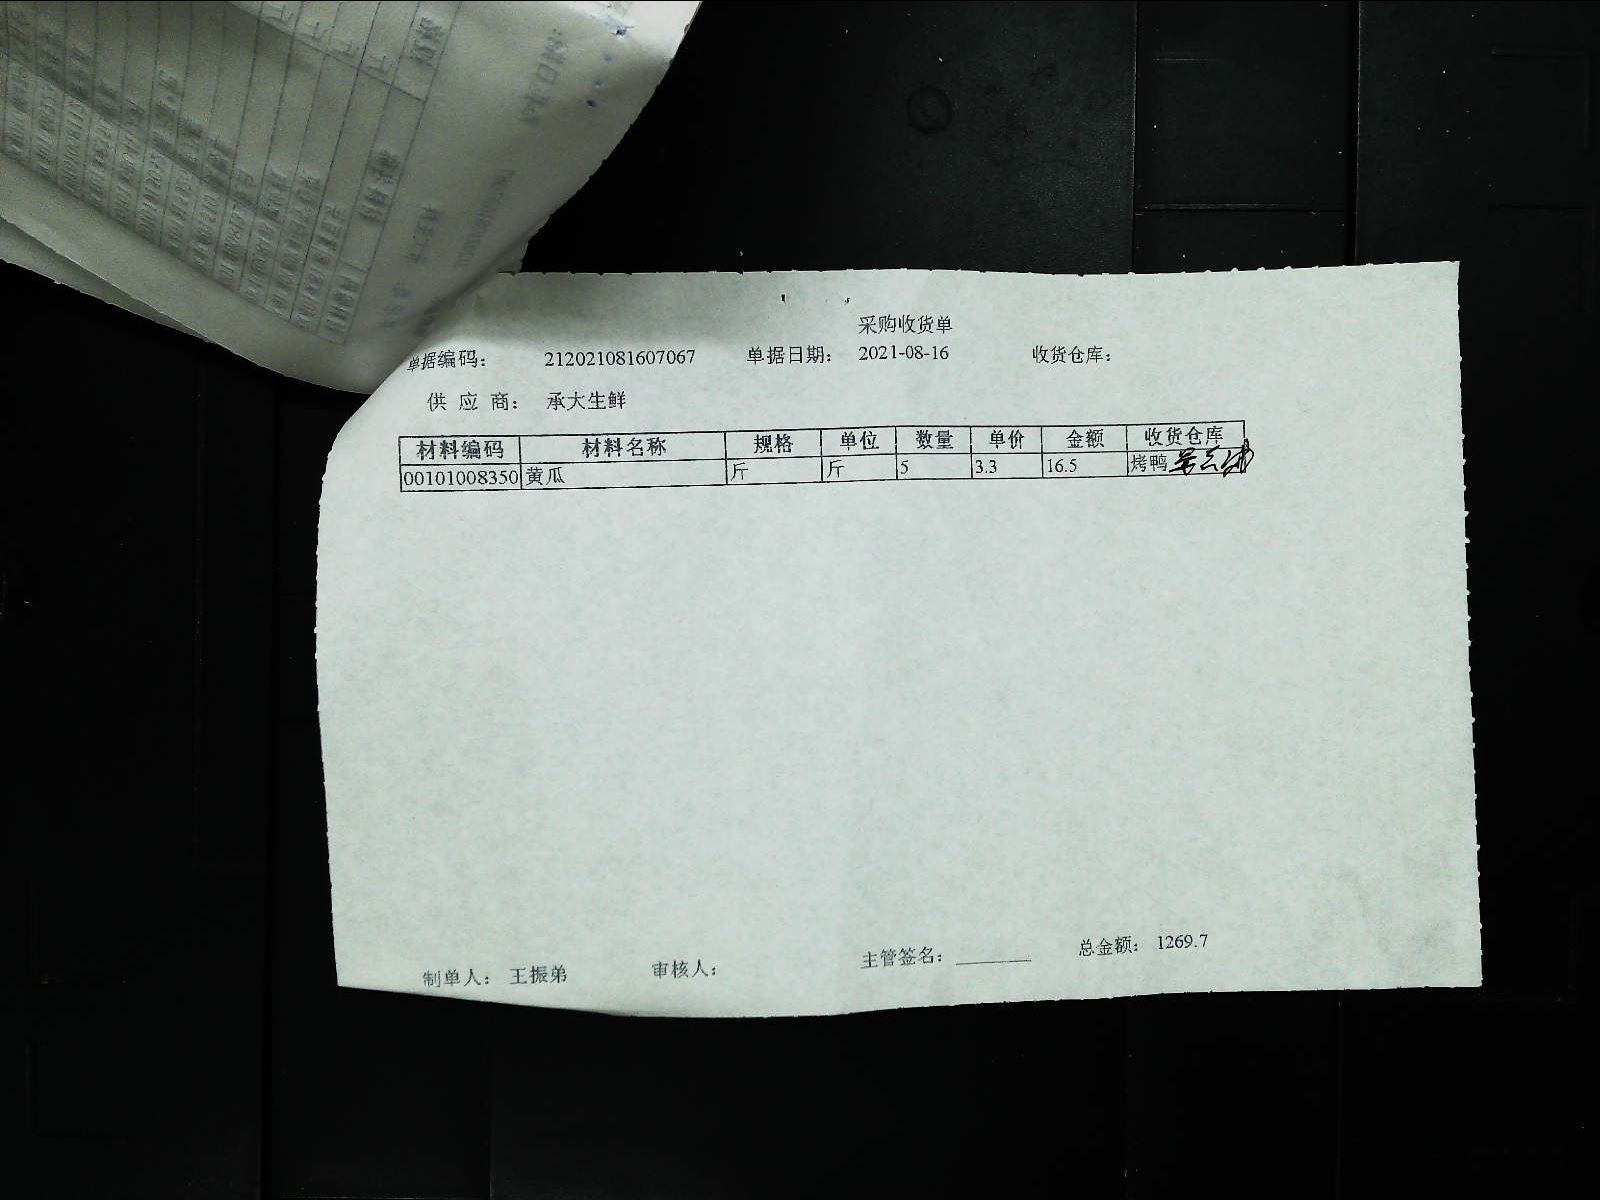 采购收货单
单据编码： 212021081607067 单据日期： 2021-08-16 收货仓库：
供 应 商： 承大生鲜
材料编码 材料名称 规格 单位 数量 单价 金额 收货仓库
00101008350 黄瓜 斤 斤 5 3.3 16.5 烤鸭
制单人： 王振弟 审核人： 主管签名： 总金额： 1269.7